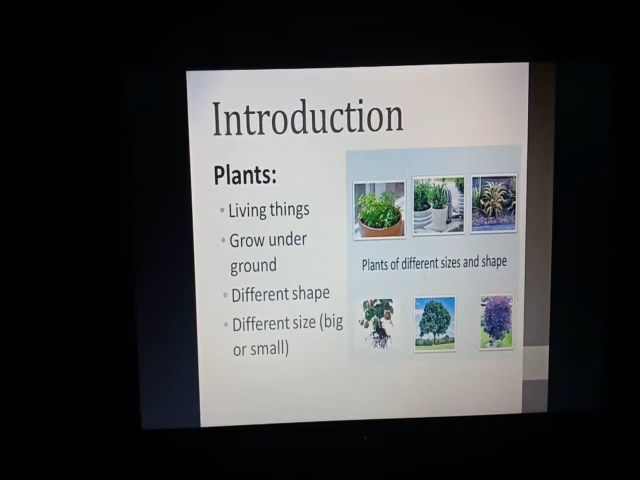 Introduction
Plants:
• Living things
• Grow under
ground
• Different shape
• Different size (big
or small)
Plants of different sizes and shape